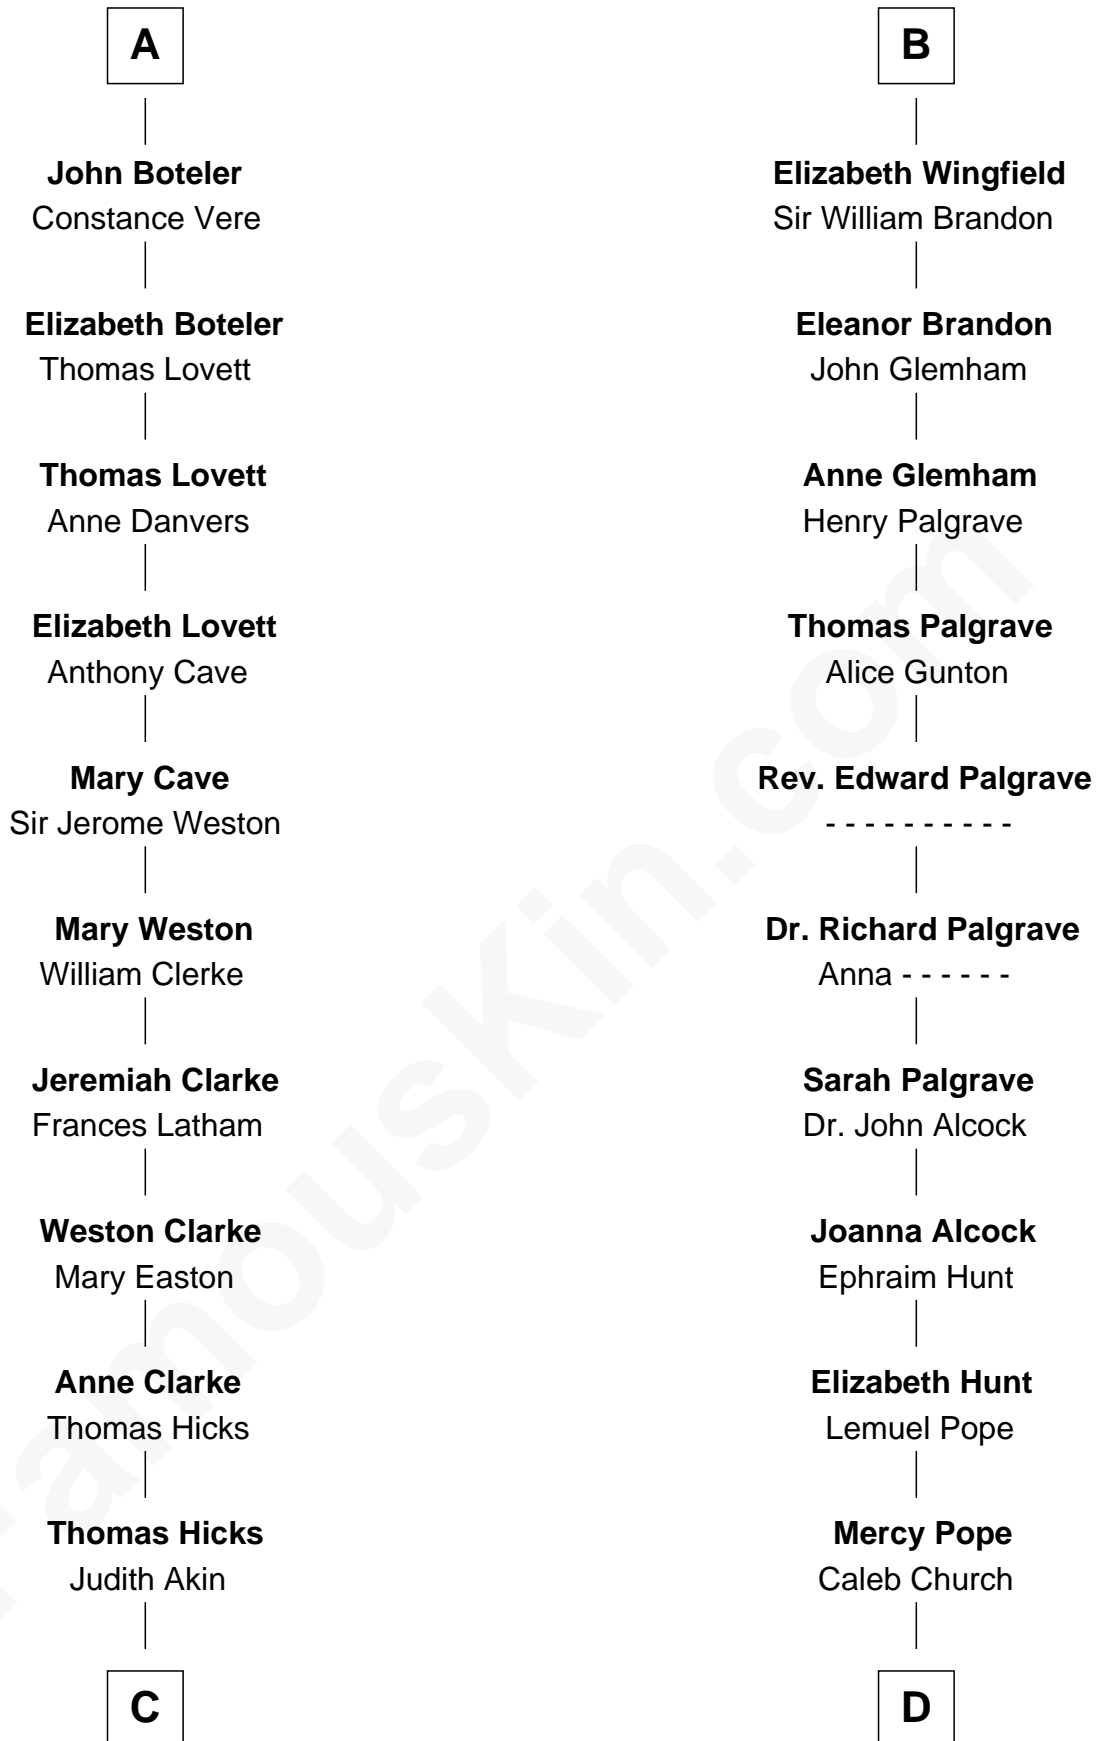 A
John Boteler
Constance Vere
Elizabeth Boteler
Thomas Lovett
Thomas Lovett
Anne Danvers
Elizabeth Lovett
Anthony Cave
Mary Cave
Sir Jerome Weston
Mary Weston
William Clerke
Jeremiah Clarke
Frances Latham
Weston Clarke
Mary Easton
Anne Clarke
Thomas Hicks
Thomas Hicks
Judith Akin
C
B
Elizabeth Wingfield
Sir William Brandon
Eleanor Brandon
John Glemham
Anne Glemham
Henry Palgrave
Thomas Palgrave
Alice Gunton
Rev. Edward Palgrave
- - - - - - - - - -
Dr. Richard Palgrave
Anna - - - - - -
Sarah Palgrave
Dr. John Alcock
Joanna Alcock
Ephraim Hunt
Elizabeth Hunt
Lemuel Pope
Mercy Pope
Caleb Church
D
FamousKin.com